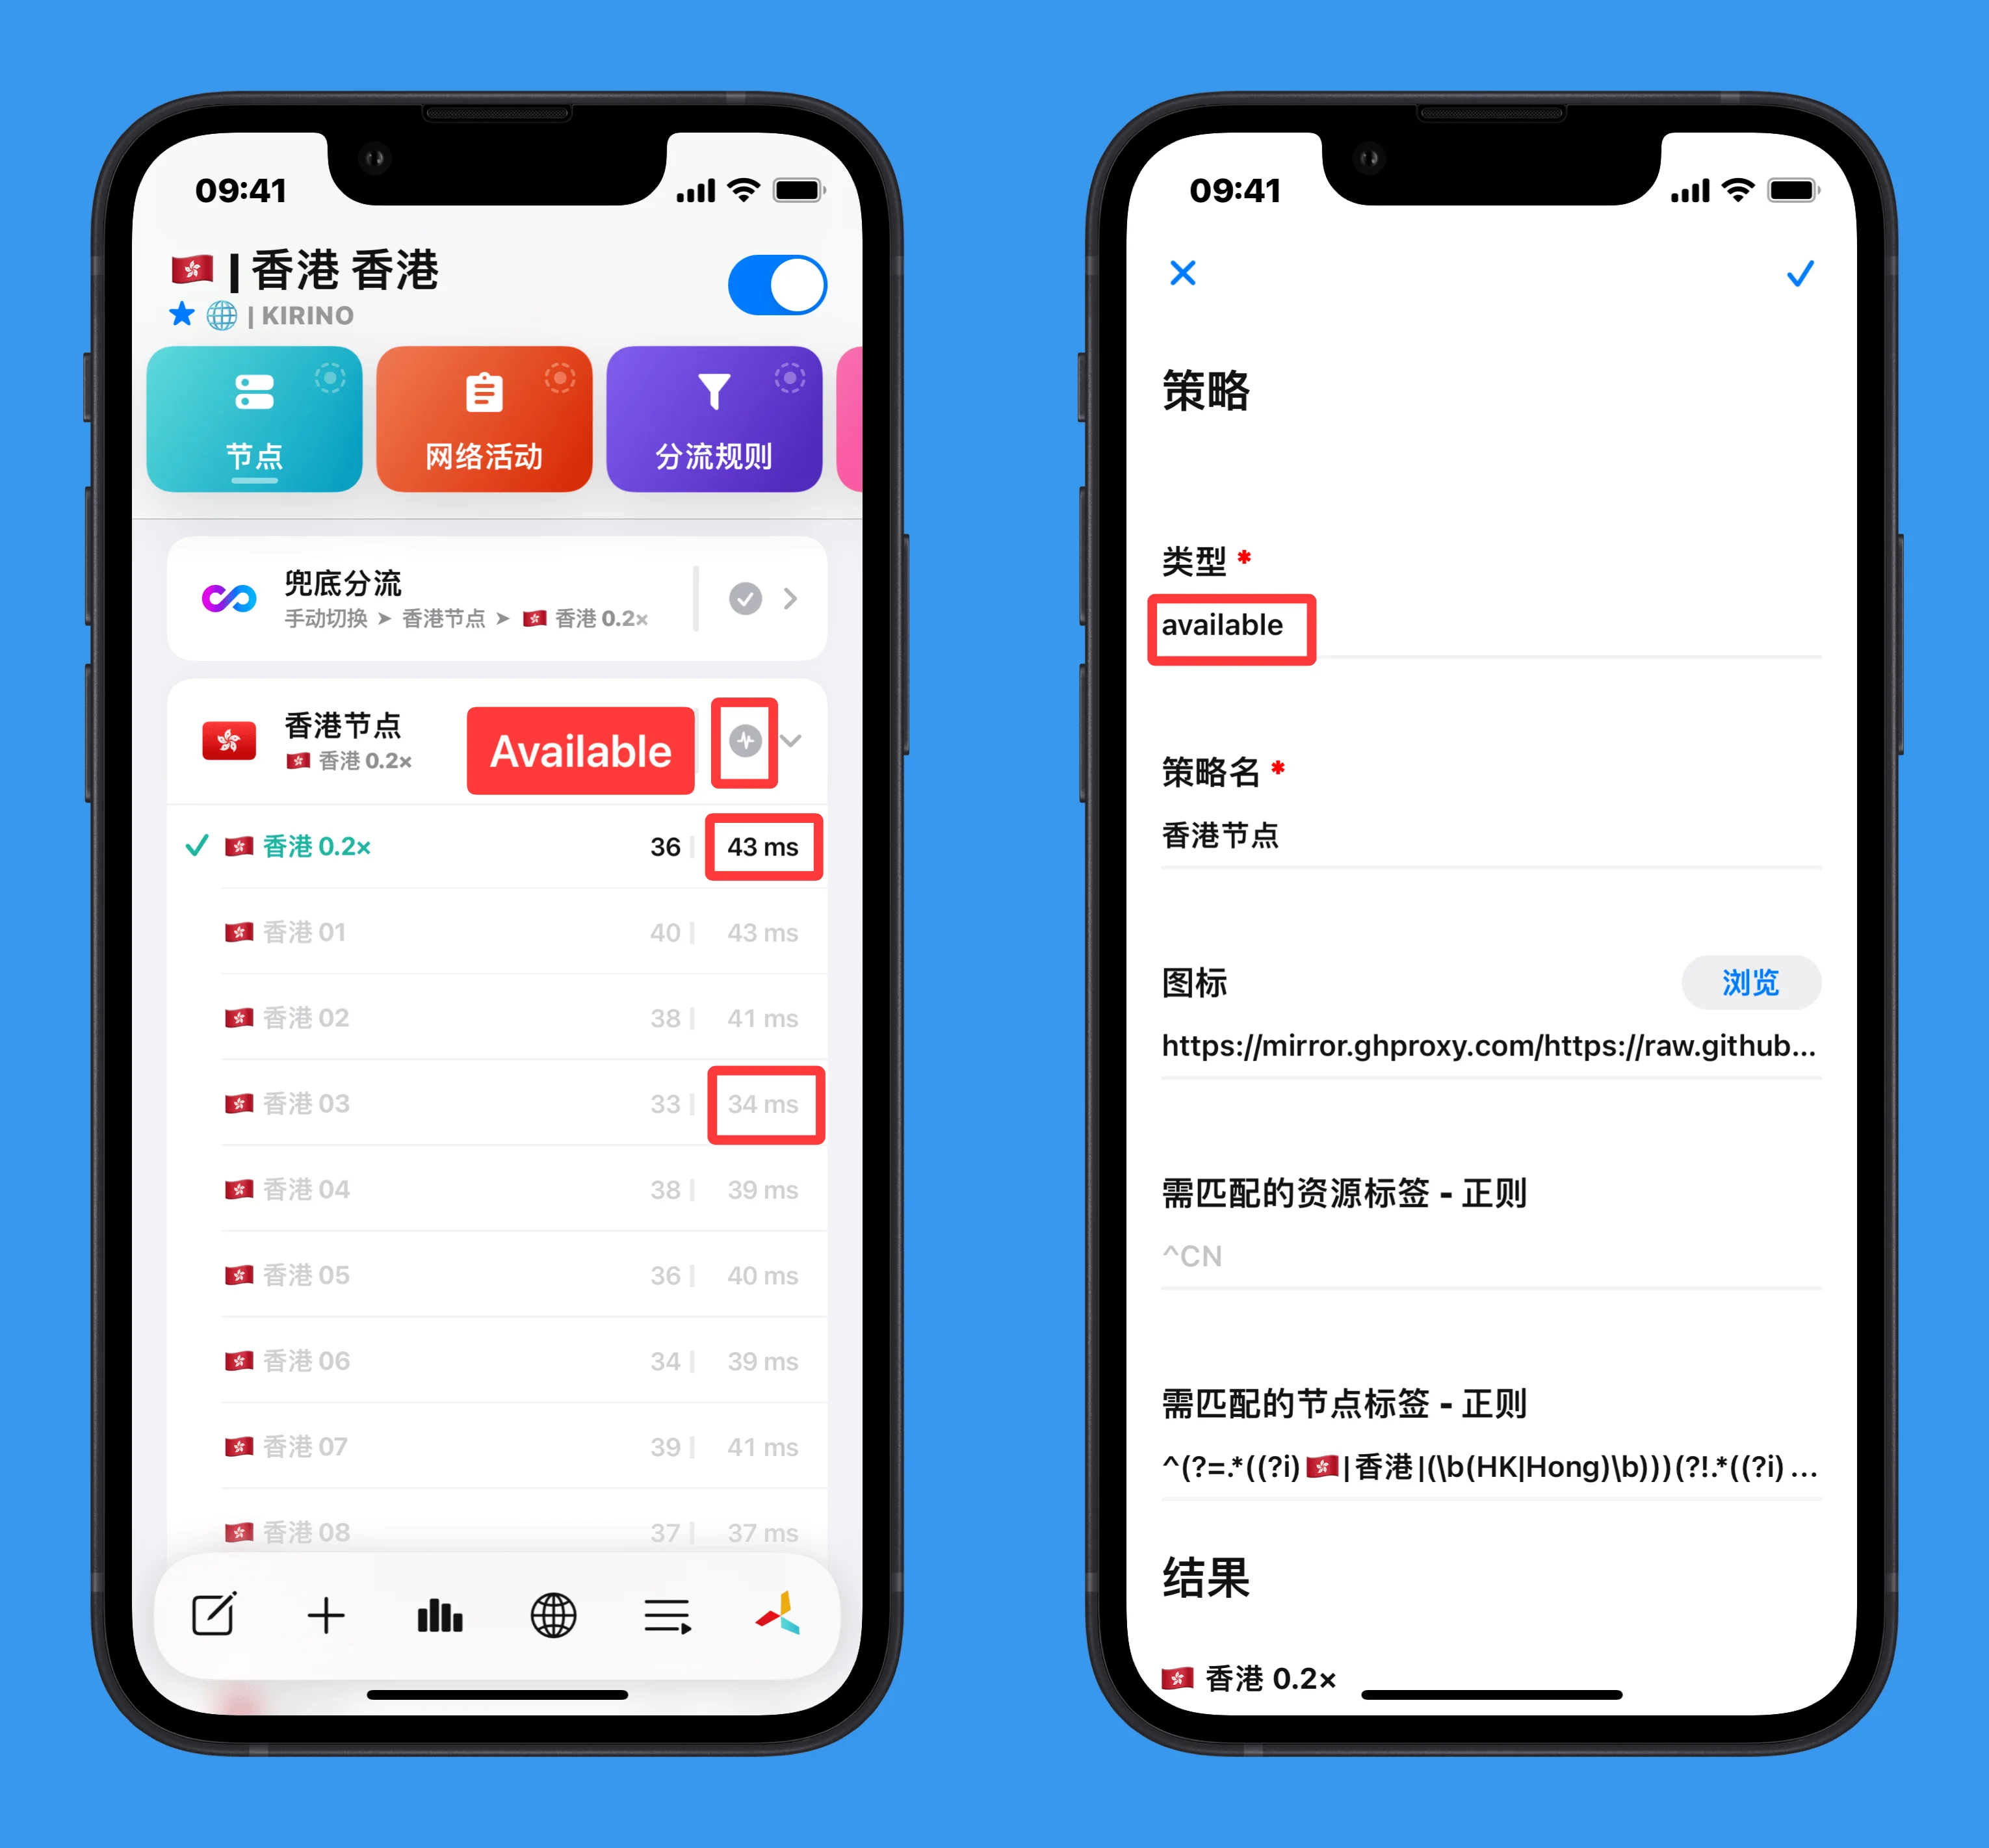 09:41
| 香港 香港
| KIRINO
节点
网络活动
分流规则
兜底分流
手动切换 ➤ 香港节点 ➤ 🇭🇰 香港 0.2×
香港节点
🇭🇰 香港 0.2×
Available
🇭🇰 香港 0.2× 36 43 ms
🇭🇰 香港 01 40 43 ms
🇭🇰 香港 02 38 41 ms
🇭🇰 香港 03 33 34 ms
🇭🇰 香港 04 38 39 ms
🇭🇰 香港 05 36 40 ms
🇭🇰 香港 06 34 39 ms
🇭🇰 香港 07 39 41 ms
🇭🇰 香港 08 37 37 ms
09:41
策略
类型 *
available
策略名 *
香港节点
图标
浏览
https://mirror.ghproxy.com/https://raw.github...
需匹配的资源标签 - 正则
^CN
需匹配的节点标签 - 正则
^(?=.*((?i)🇭🇰|香港|(\b(HK|Hong)\b)))(?!.*((?i) ...
结果
🇭🇰 香港 0.2×